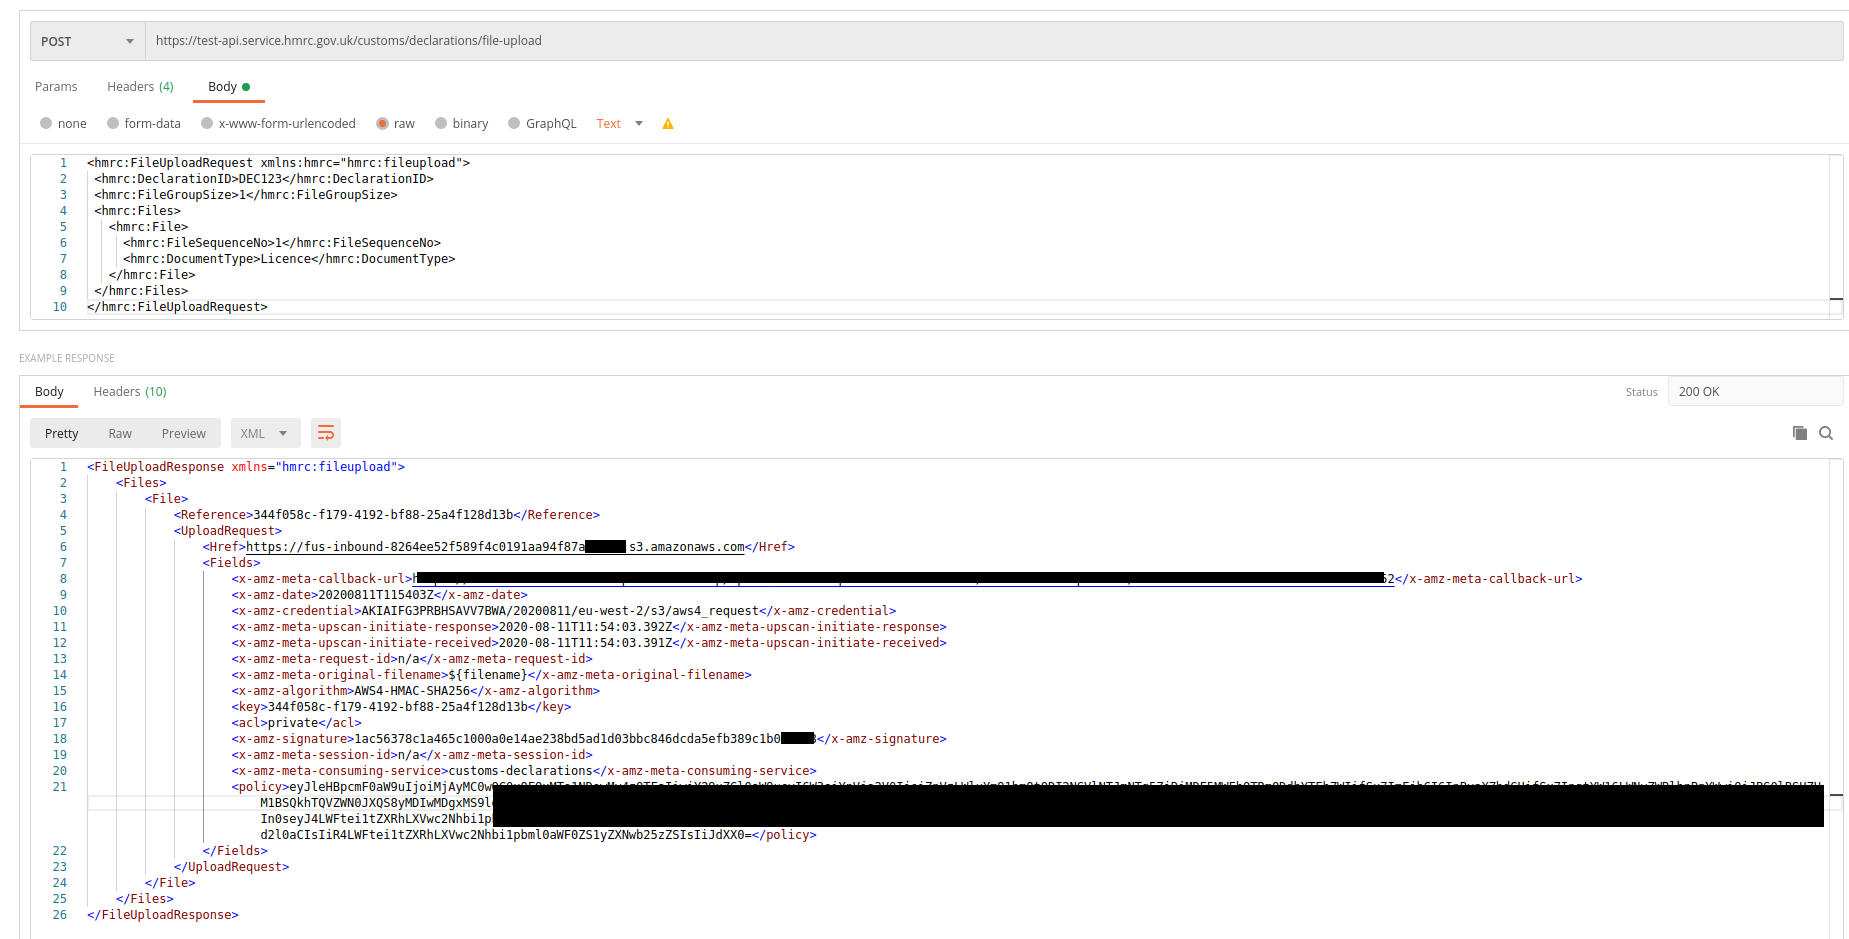 POST https://test-api.service.hmrc.gov.uk/customs/declarations/file-upload
Params Headers (4) Body
none form-data x-www-form-urlencoded raw binary GraphQL Text
1 <hmrc:FileUploadRequest xmlns:hmrc="hmrc:fileupload">
2 <hmrc:DeclarationID>DEC123</hmrc:DeclarationID>
3 <hmrc:FileGroupSize>1</hmrc:FileGroupSize>
4 <hmrc:Files>
5 <hmrc:File>
6 <hmrc:FileSequenceNo>1</hmrc:FileSequenceNo>
7 <hmrc:DocumentType>Licence</hmrc:DocumentType>
8 </hmrc:File>
9 </hmrc:Files>
10 </hmrc:FileUploadRequest>
EXAMPLE RESPONSE
Body Headers (10) Status 200 OK
Pretty Raw Preview XML
1 <FileUploadResponse xmlns="hmrc:fileupload">
2 <Files>
3 <File>
4 <Reference>344f058c-f179-4192-bf88-25a4f128d13b</Reference>
5 <UploadRequest>
6 <Href>https://fus-inbound-8264ee52f589f4c0191aa94f87a s3.amazonaws.com</Href>
7 <Fields>
8 <x-amz-meta-callback-url>h 52</x-amz-meta-callback-url>
9 <x-amz-date>20200811T115403Z</x-amz-date>
10 <x-amz-credential>AKIAIFG3PRBHSAVV7BWA/20200811/eu-west-2/s3/aws4_request</x-amz-credential>
11 <x-amz-meta-upscan-initiate-response>2020-08-11T11:54:03.392Z</x-amz-meta-upscan-initiate-response>
12 <x-amz-meta-upscan-initiate-received>2020-08-11T11:54:03.391Z</x-amz-meta-upscan-initiate-received>
13 <x-amz-meta-request-id>n/a</x-amz-meta-request-id>
14 <x-amz-meta-original-filename>${filename}</x-amz-meta-original-filename>
15 <x-amz-algorithm>AWS4-HMAC-SHA256</x-amz-algorithm>
16 <key>344f058c-f179-4192-bf88-25a4f128d13b</key>
17 <acl>private</acl>
18 <x-amz-signature>1ac56378c1a465c1000a0e14ae238bd5ad1d03bbc846dcda5efb389c1b0 </x-amz-signature>
19 <x-amz-meta-session-id>n/a</x-amz-meta-session-id>
20 <x-amz-meta-consuming-service>customs-declarations</x-amz-meta-consuming-service>
21 <policy>eyJleHBpcmF0aW9uIjoiMjAyMC0w
M1BSQkhTQVZWN0JXQS8yMDIwMDgxMS9l
In0seyJ4LWFtei1tZXRhLXVwc2Nhbi1p
d2l0aCIsIiR4LWFtei1tZXRhLXVwc2Nhbi1pbml0aWF0ZS1yZXNwb25zZSIsIiJdXX0=</policy>
22 </Fields>
23 </UploadRequest>
24 </File>
25 </Files>
26 </FileUploadResponse>